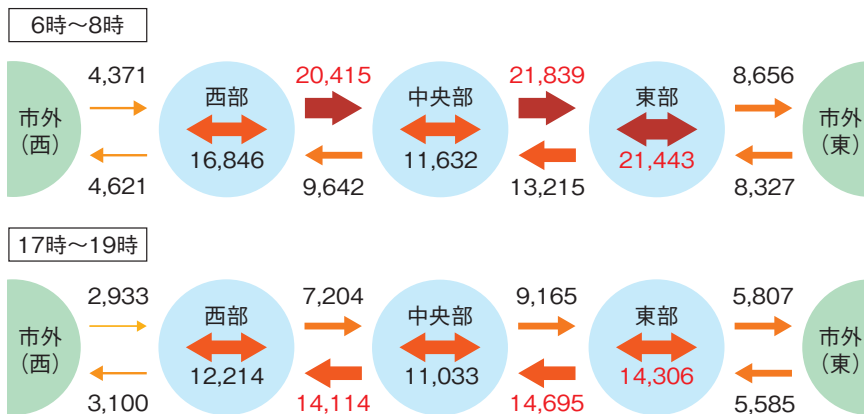 6時～8時
4,371
20,415
21,839
8,656
市外
（西）
西部
中央部
東部
市外
（東）
16,846
11,632
21,443
4,621
9,642
13,215
8,327
17時～19時
2,933
7,204
9,165
5,807
市外
（西）
西部
中央部
東部
市外
（東）
12,214
11,033
14,306
3,100
14,114
14,695
5,585